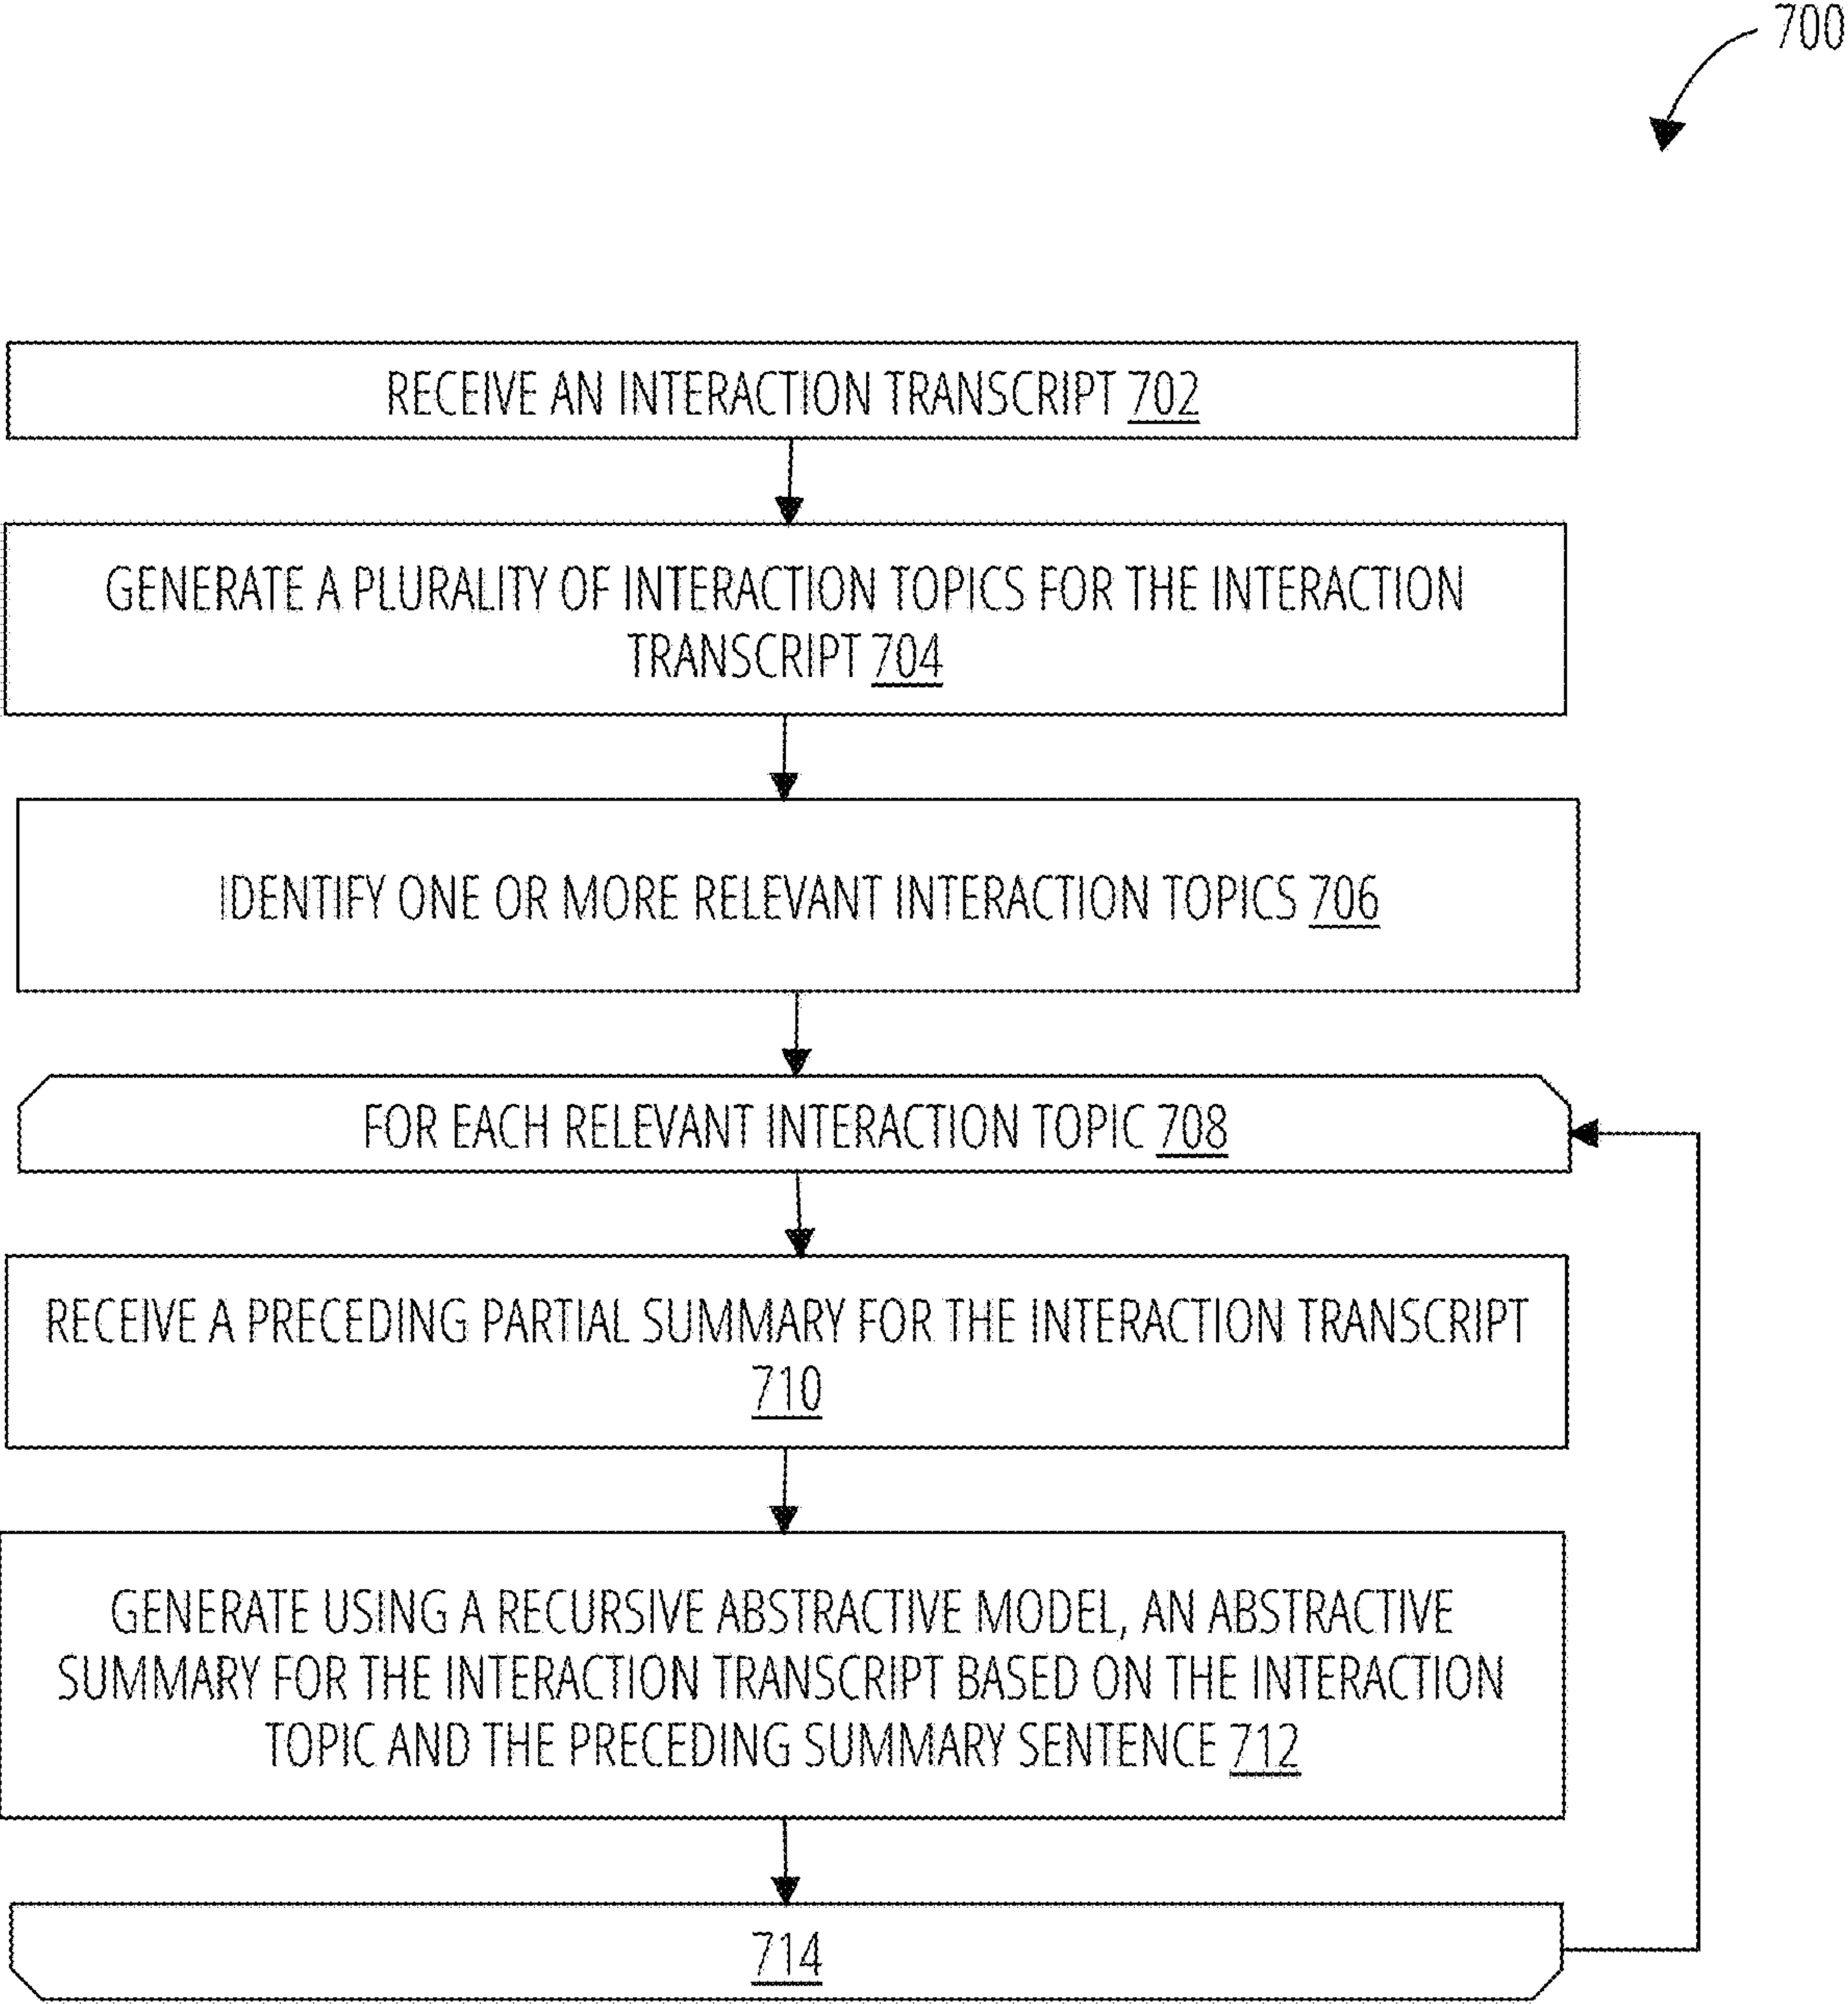 700
RECEIVE AN INTERACTION TRANSCRIPT 702
GENERATE A PLURALITY OF INTERACTION TOPICS FOR THE INTERACTION
TRANSCRIPT 704
IDENTIFY ONE OR MORE RELEVANT INTERACTION TOPICS 706
FOR EACH RELEVANT INTERACTION TOPIC 708
RECEIVE A PRECEDING PARTIAL SUMMARY FOR THE INTERACTION TRANSCRIPT
710
GENERATE USING A RECURSIVE ABSTRACTIVE MODEL, AN ABSTRACTIVE
SUMMARY FOR THE INTERACTION TRANSCRIPT BASED ON THE INTERACTION
TOPIC AND THE PRECEDING SUMMARY SENTENCE 712
714